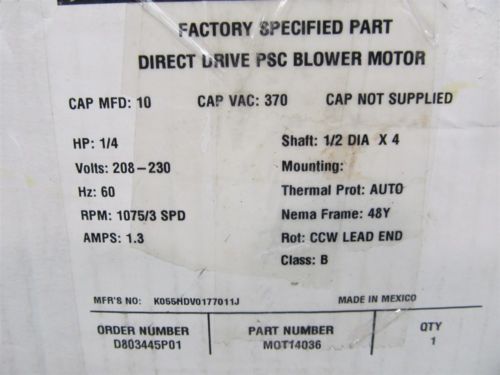 FACTORY SPECIFIED PART
DIRECT DRIVE PSC BLOWER MOTOR
CAP MFD: 10 CAP VAC: 370 CAP NOT SUPPLIED
HP: 1/4 Shaft: 1/2 DIA X 4
Volts: 208-230 Mounting:
Hz: 60 Thermal Prot: AUTO
RPM: 1075/3 SPD Nema Frame: 48Y
AMPS: 1.3 Rot: CCW LEAD END
Class: B
MFR'S NO: K055NDV0177011J MADE IN MEXICO
ORDER NUMBER PART NUMBER QTY
D803445P01 MOT14036 1